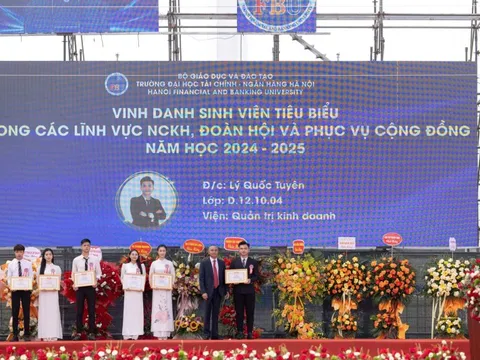 FBU
BỘ GIÁO DỤC VÀ ĐÀO TẠO
TRƯỜNG ĐẠI HỌC TÀI CHÍNH - NGÂN HÀNG HÀ NỘI
HANOI FINANCIAL AND BANKING UNIVERSITY
VINH DANH SINH VIÊN TIÊU BIỂU
ONG CÁC LĨNH VỰC NCKH, ĐOÀN HỘI VÀ PHỤC VỤ CỘNG ĐỒNG
NĂM HỌC 2024 - 2025
Đ/c: Lý Quốc Tuyên
Lớp: D.12.10.04
Viện: Quản trị kinh doanh